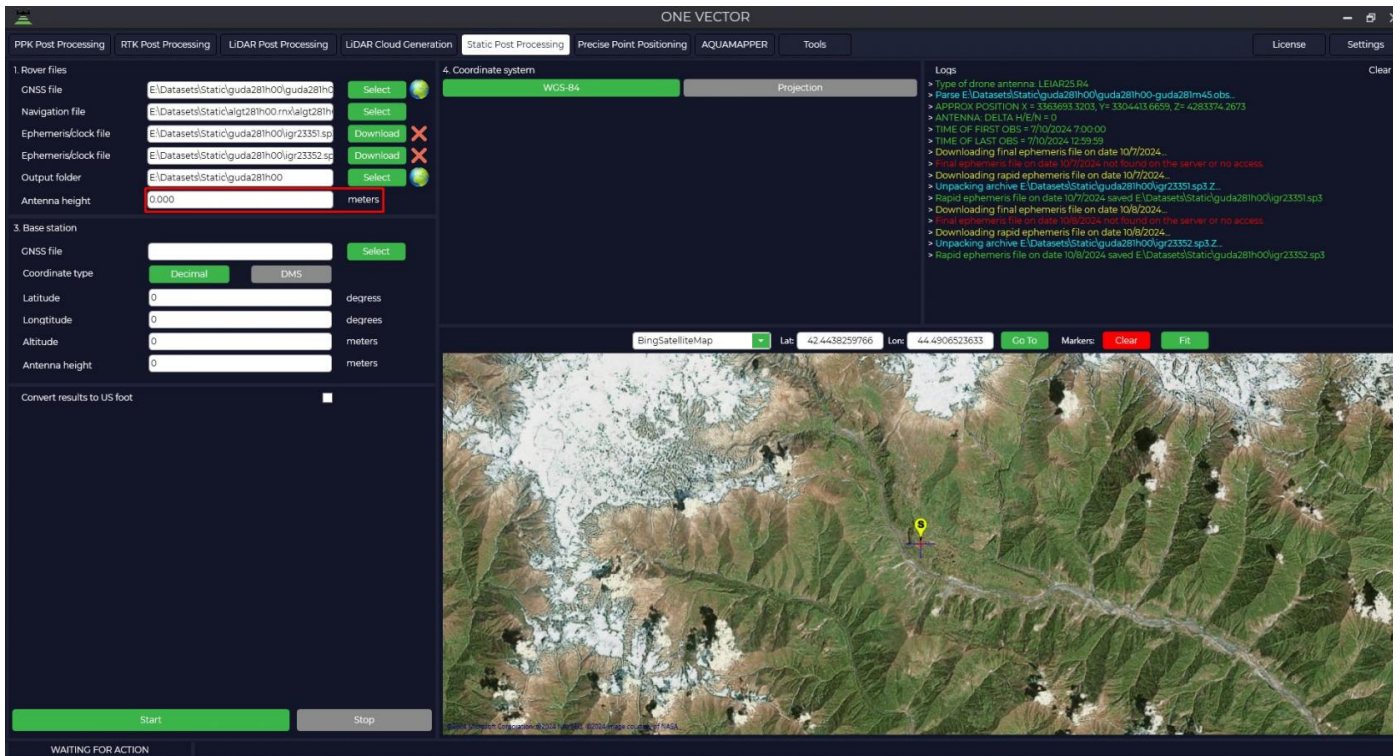 ONE VECTOR
PPK Post Processing RTK Post Processing LiDAR Post Processing LiDAR Cloud Generation Static Post Processing Precise Point Positioning AQUAMAPPER Tools License Settings
1. Rover files
GNSS file E:\Datasets\Static\guda281h00\guda281h0 Select
Navigation file E:\Datasets\Static\algt281h00.rnx\algt281h Select
Ephemeris/clock file E:\Datasets\Static\guda281h00\igr23351.sp Download
Ephemeris/clock file E:\Datasets\Static\guda281h00\igr23352.sp Download
Output folder E:\Datasets\Static\guda281h00 Select
Antenna height 0.000 meters
3. Base station
GNSS file Select
Coordinate type Decimal DMS
Latitude 0 degress
Longtitude 0 degrees
Altitude 0 meters
Antenna height 0 meters
Convert results to US foot
Start Stop
WAITING FOR ACTION
4. Coordinate system
WGS-84 Projection
Logs Clear
> Type of drone antenna: LEIAR25.R4
> Parse E:\Datasets\Static\guda281h00\guda281h00-guda281m45.obs...
> APPROX POSITION X = 3363693.3203, Y= 3304413.6659, Z= 4283374.2673
> ANTENNA: DELTA H/E/N = 0
> TIME OF FIRST OBS = 7/10/2024 7:00:00
> TIME OF LAST OBS = 7/10/2024 12:59:59
> Downloading final ephemeris file on date 10/7/2024...
> Final ephemeris file on date 10/7/2024 not found on the server or no access
> Downloading rapid ephemeris file on date 10/7/2024...
> Unpacking archive E:\Datasets\Static\guda281h00\igr23351.sp3.Z...
> Rapid ephemeris file on date 10/7/2024 saved E:\Datasets\Static\guda281h00\igr23351.sp3
> Downloading final ephemeris file on date 10/8/2024...
> Final ephemeris file on date 10/8/2024 not found on the server or no access
> Downloading rapid ephemeris file on date 10/8/2024...
> Unpacking archive E:\Datasets\Static\guda281h00\igr23352.sp3.Z...
> Rapid ephemeris file on date 10/8/2024 saved E:\Datasets\Static\guda281h00\igr23352.sp3
BingSatelliteMap Lat: 42.4438259766 Lon: 44.4906523633 Go To Markers: Clear Fit
S
Microsoft Corporation, ©2024 image courtesy of NASA